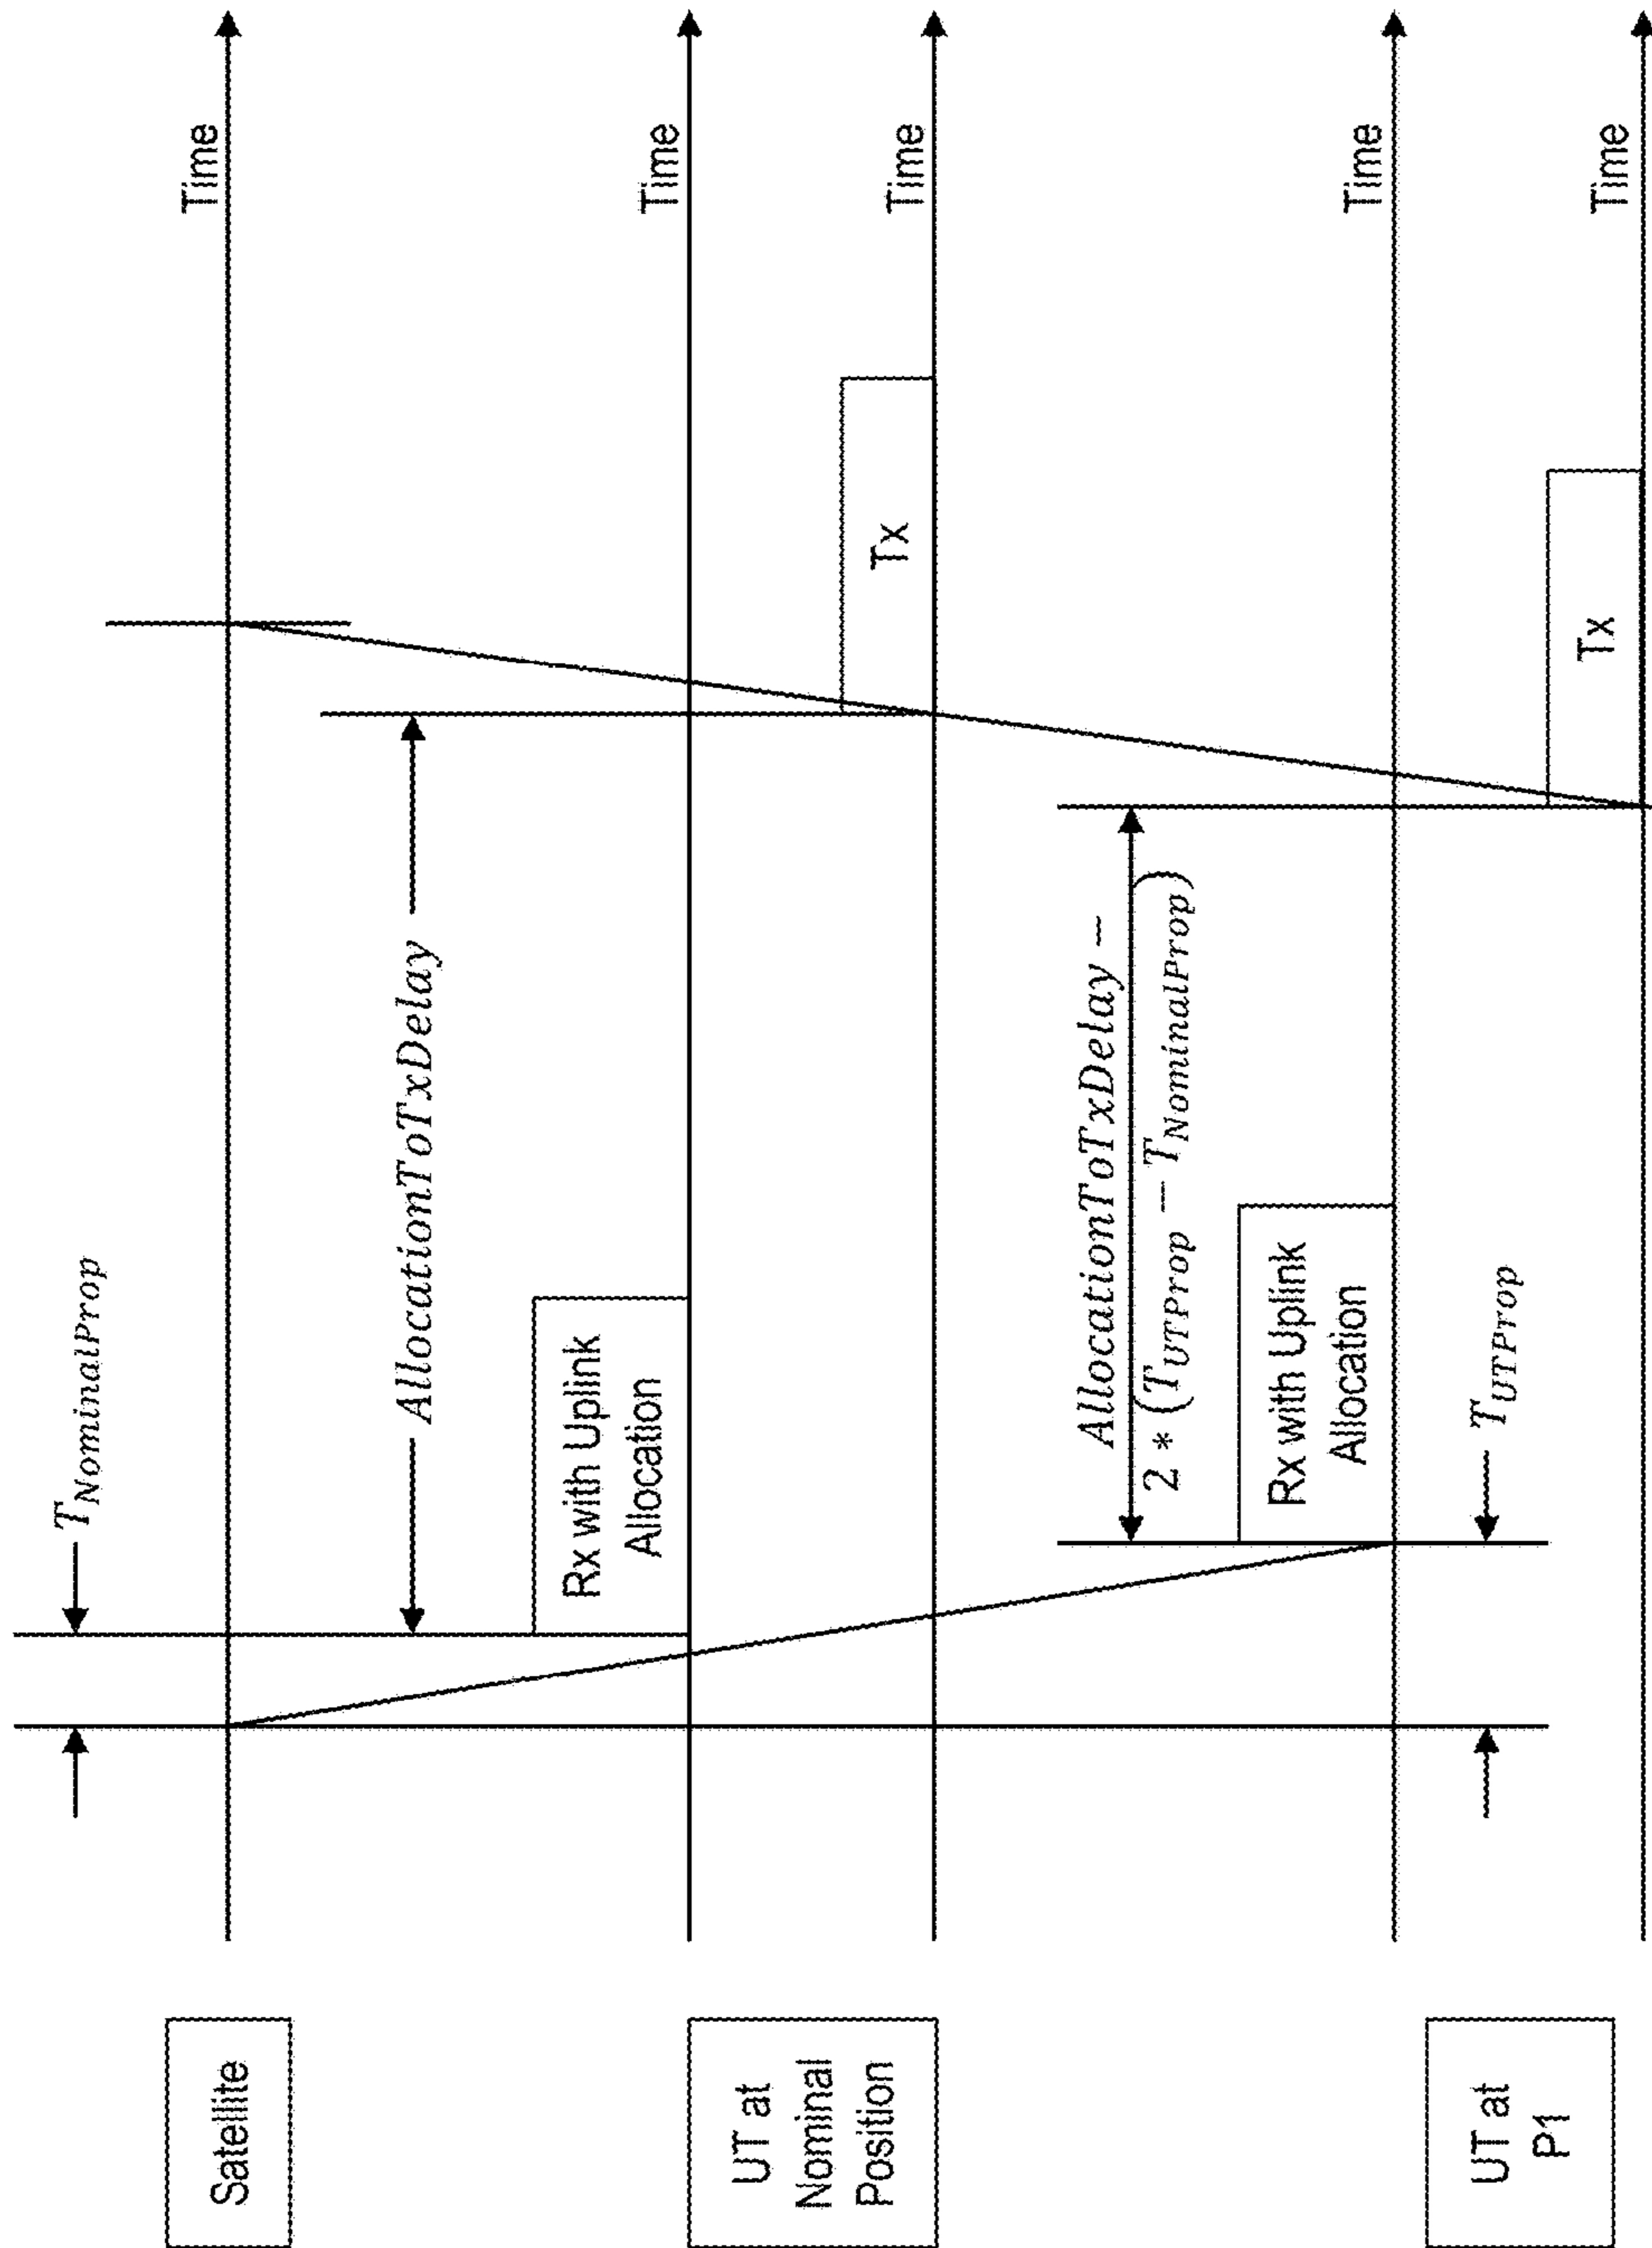 Satellite
T_NominalProp
Time
AllocationToTxDelay
UT at
Nominal
Position
Rx with Uplink
Allocation
Time
Tx
Time
AllocationToTxDelay −
2 * (T_UTProp − T_NominalProp)
Rx with Uplink
Allocation
Time
UT at
P1
T_UTProp
Tx
Time